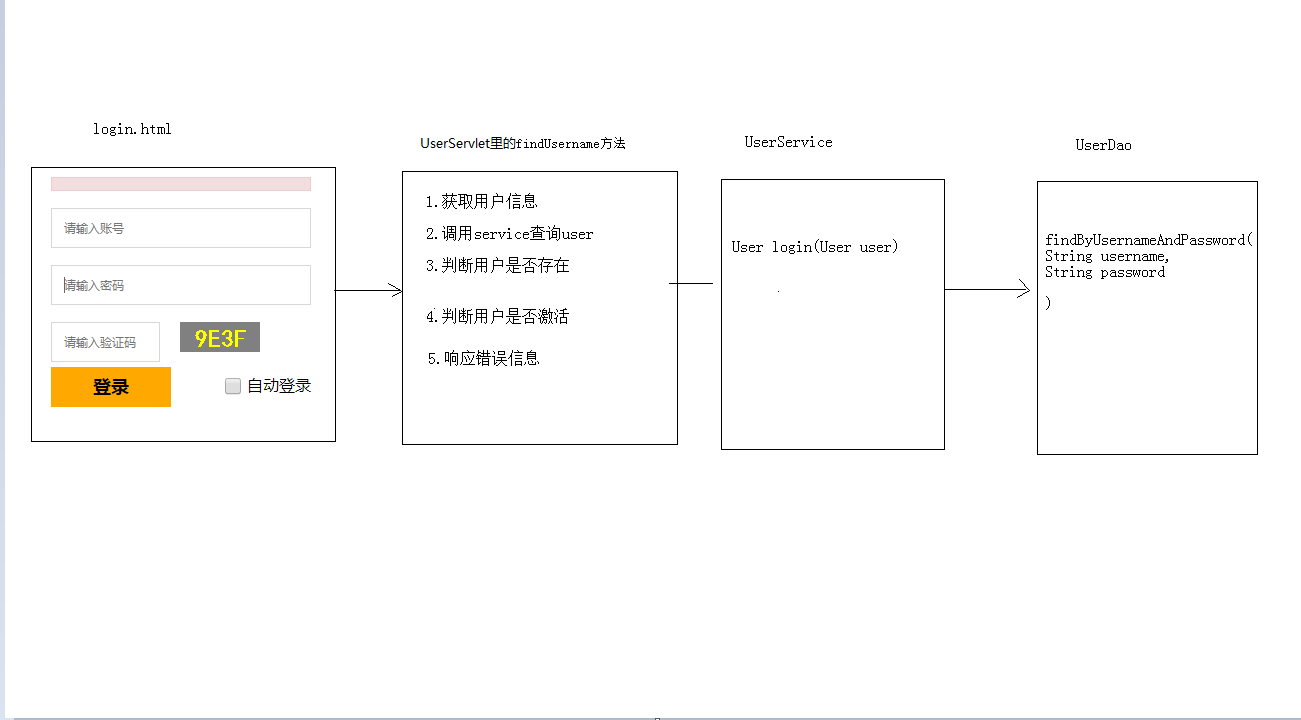 login.html
请输入账号
请输入密码
请输入验证码
9E3F
登录
自动登录
UserServlet里的findUsername方法
1.获取用户信息
2.调用service查询user
3.判断用户是否存在
4.判断用户是否激活
5.响应错误信息
UserService
User login(User user)
UserDao
findByUsernameAndPassword(
String username,
String password
)